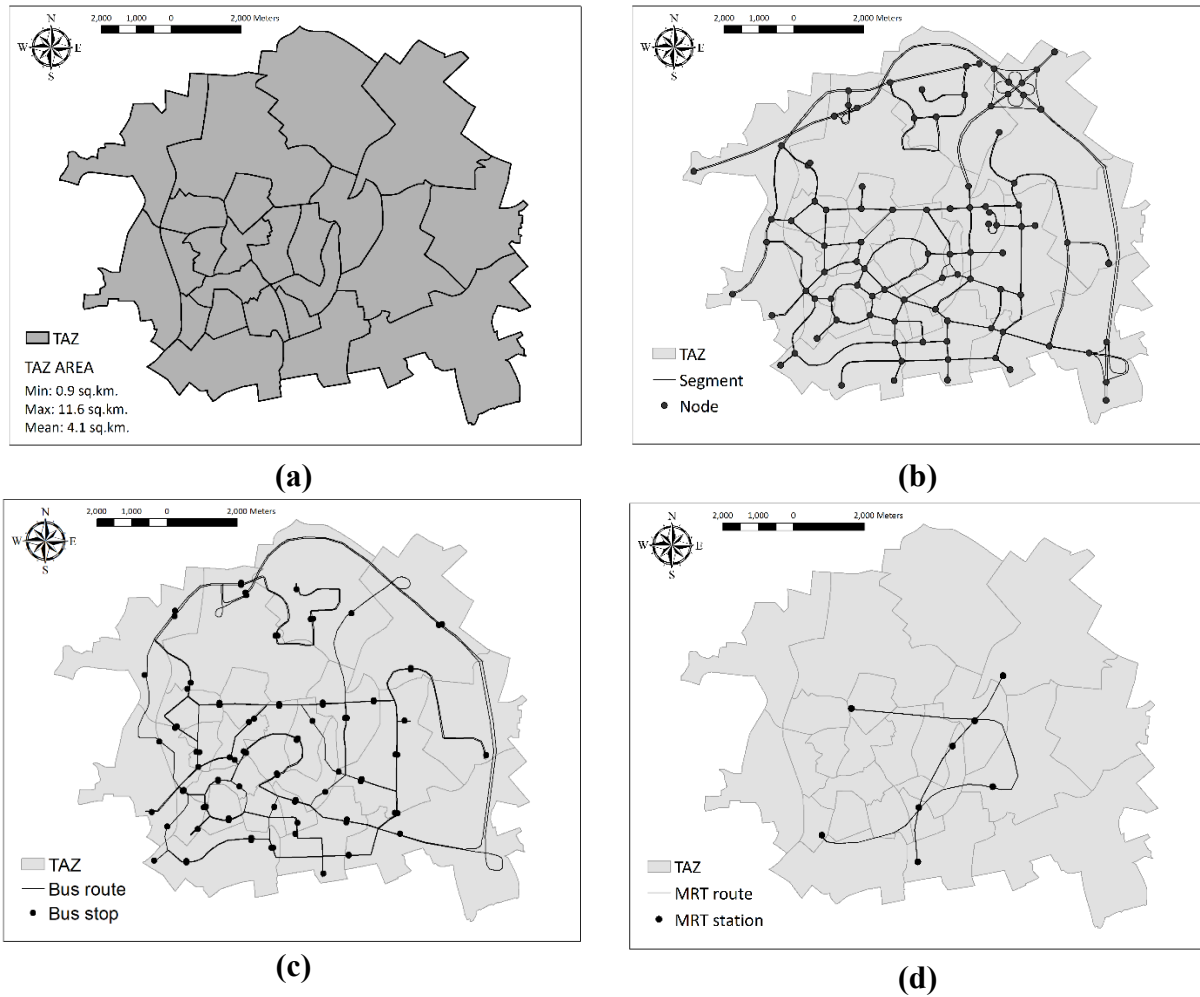 2,000 1,000 0 2,000 Meters
N
W E
S
TAZ
TAZ AREA
Min: 0.9 sq.km.
Max: 11.6 sq.km.
Mean: 4.1 sq.km.
(a)
2,000 1,000 0 2,000 Meters
N
W E
S
TAZ
Segment
Node
(b)
2,000 1,000 0 2,000 Meters
N
W E
S
TAZ
Bus route
Bus stop
(c)
2,000 1,000 0 2,000 Meters
N
W E
S
TAZ
MRT route
MRT station
(d)